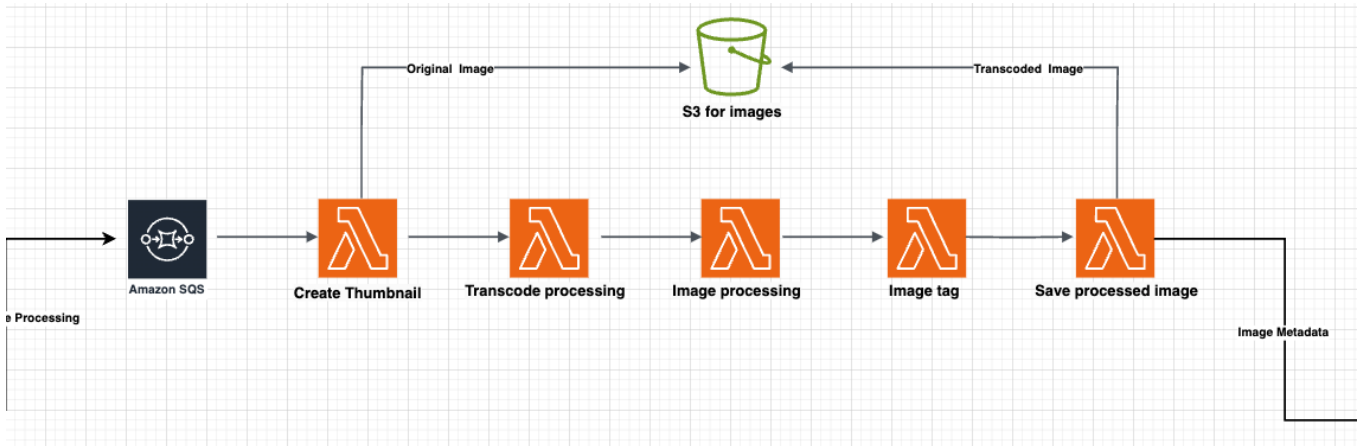 Original Image
Transcoded Image
S3 for images
Amazon SQS
Create Thumbnail
Transcode processing
Image processing
Image tag
Save processed image
e Processing
Image Metadata